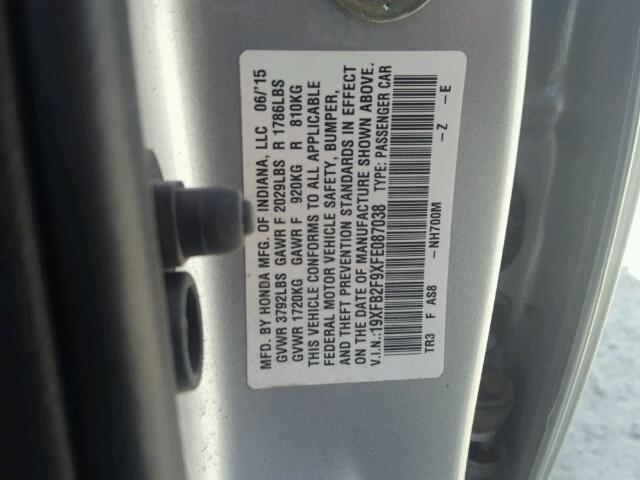 MFD. BY HONDA MFG. OF INDIANA, LLC 06/'15
GVWR 3792LBS GAWR F 2029LBS R 1786LBS
GVWR 1720KG GAWR F 920KG R 810KG
THIS VEHICLE CONFORMS TO ALL APPLICABLE
FEDERAL MOTOR VEHICLE SAFETY, BUMPER,
AND THEFT PREVENTION STANDARDS IN EFFECT
ON THE DATE OF MANUFACTURE SHOWN ABOVE.
V.I.N.:19XFB2F9XFE087038 TYPE: PASSENGER CAR
TR3 F AS8 –NH700M –Z –E